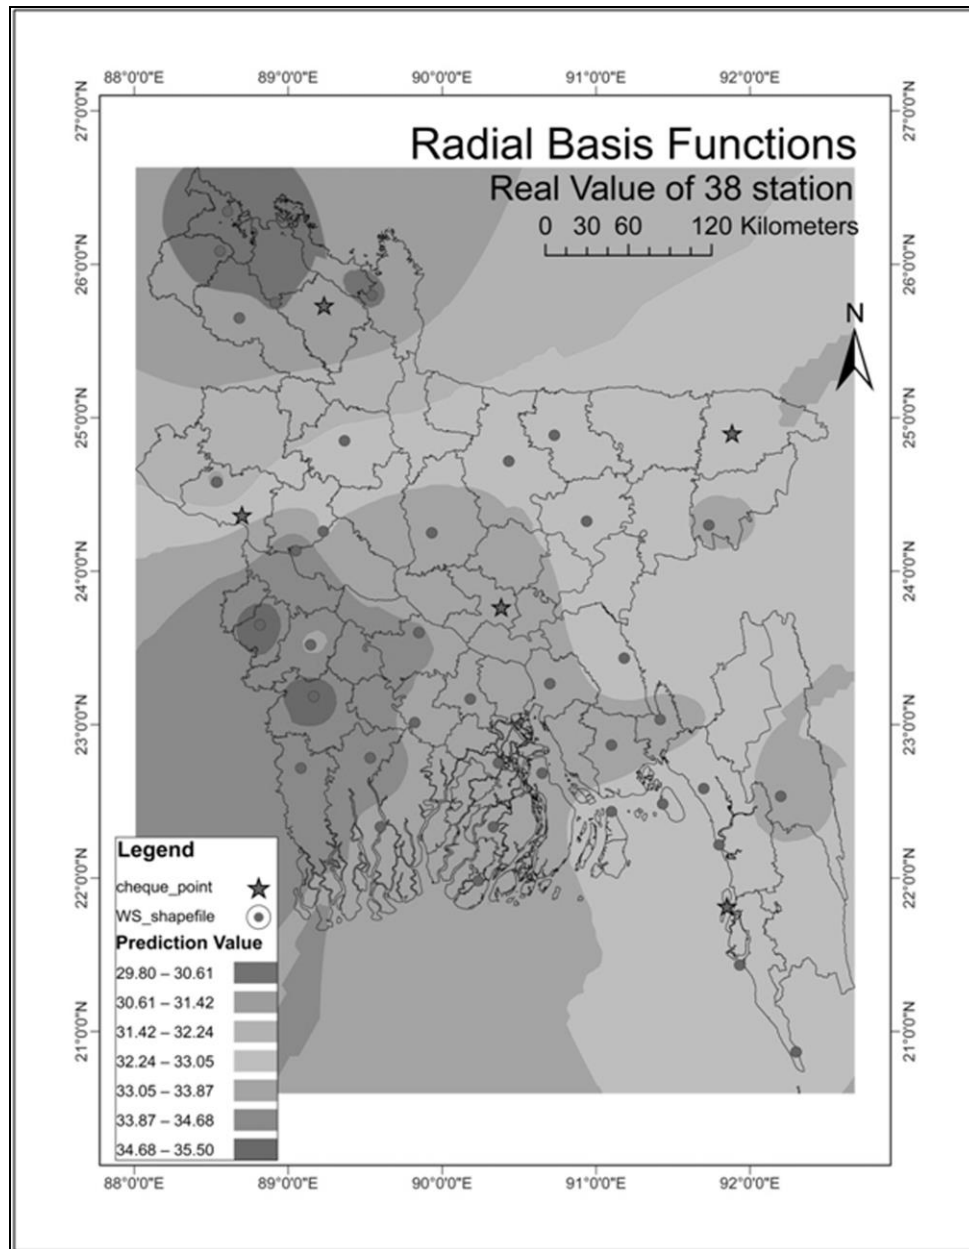 88°0'0"E 89°0'0"E 90°0'0"E 91°0'0"E 92°0'0"E
27°0'0"N 27°0'0"N
Radial Basis Functions
Real Value of 38 station
0 30 60 120 Kilometers
26°0'0"N 26°0'0"N
N
25°0'0"N 25°0'0"N
24°0'0"N 24°0'0"N
23°0'0"N 23°0'0"N
22°0'0"N 22°0'0"N
21°0'0"N 21°0'0"N
Legend
cheque_point
WS_shapefile
Prediction Value
29.80 – 30.61
30.61 – 31.42
31.42 – 32.24
32.24 – 33.05
33.05 – 33.87
33.87 – 34.68
34.68 – 35.50
88°0'0"E 89°0'0"E 90°0'0"E 91°0'0"E 92°0'0"E